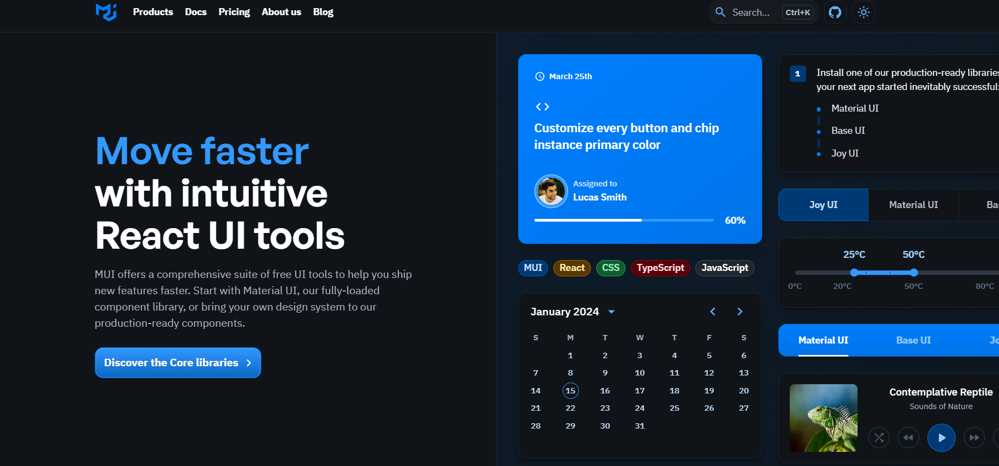 Products Docs Pricing About us Blog
Search... Ctrl+K
Move faster
with intuitive
React UI tools
MUI offers a comprehensive suite of free UI tools to help you ship
new features faster. Start with Material UI, our fully-loaded
component library, or bring your own design system to our
production-ready components.
Discover the Core libraries
March 25th
Customize every button and chip
instance primary color
Assigned to
Lucas Smith
60%
MUI React CSS TypeScript JavaScript
January 2024
S M T W T F S
1 2 3 4 5 6
7 8 9 10 11 12 13
14 15 16 17 18 19 20
21 22 23 24 25 26 27
28 29 30 31
1
Install one of our production-ready libraries
your next app started inevitably successful:
Material UI
Base UI
Joy UI
Joy UI Material UI
25°C 50°C
0°C 20°C 50°C 80°C
Material UI Base UI
Contemplative Reptile
Sounds of Nature